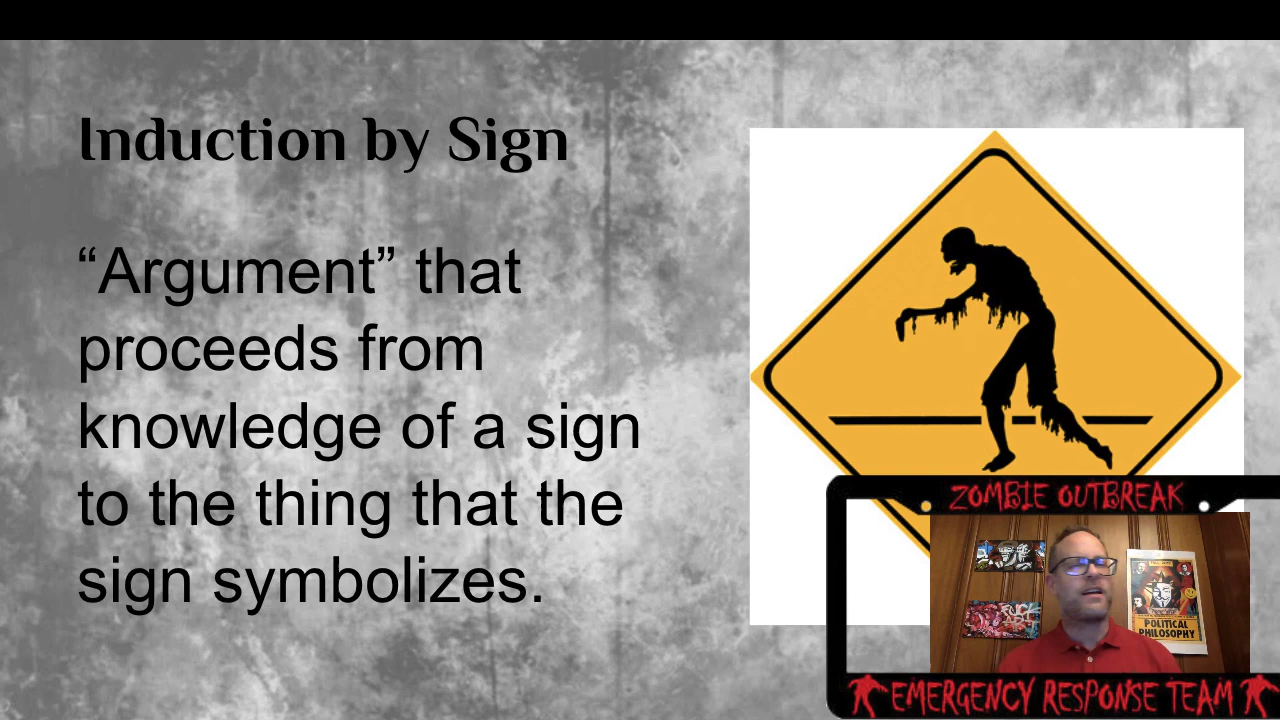 Induction by Sign
“Argument” that
proceeds from
knowledge of a sign
to the thing that the
sign symbolizes.
ZOMBIE OUTBREAK
POLITICAL
PHILOSOPHY
EMERGENCY RESPONSE TEAM